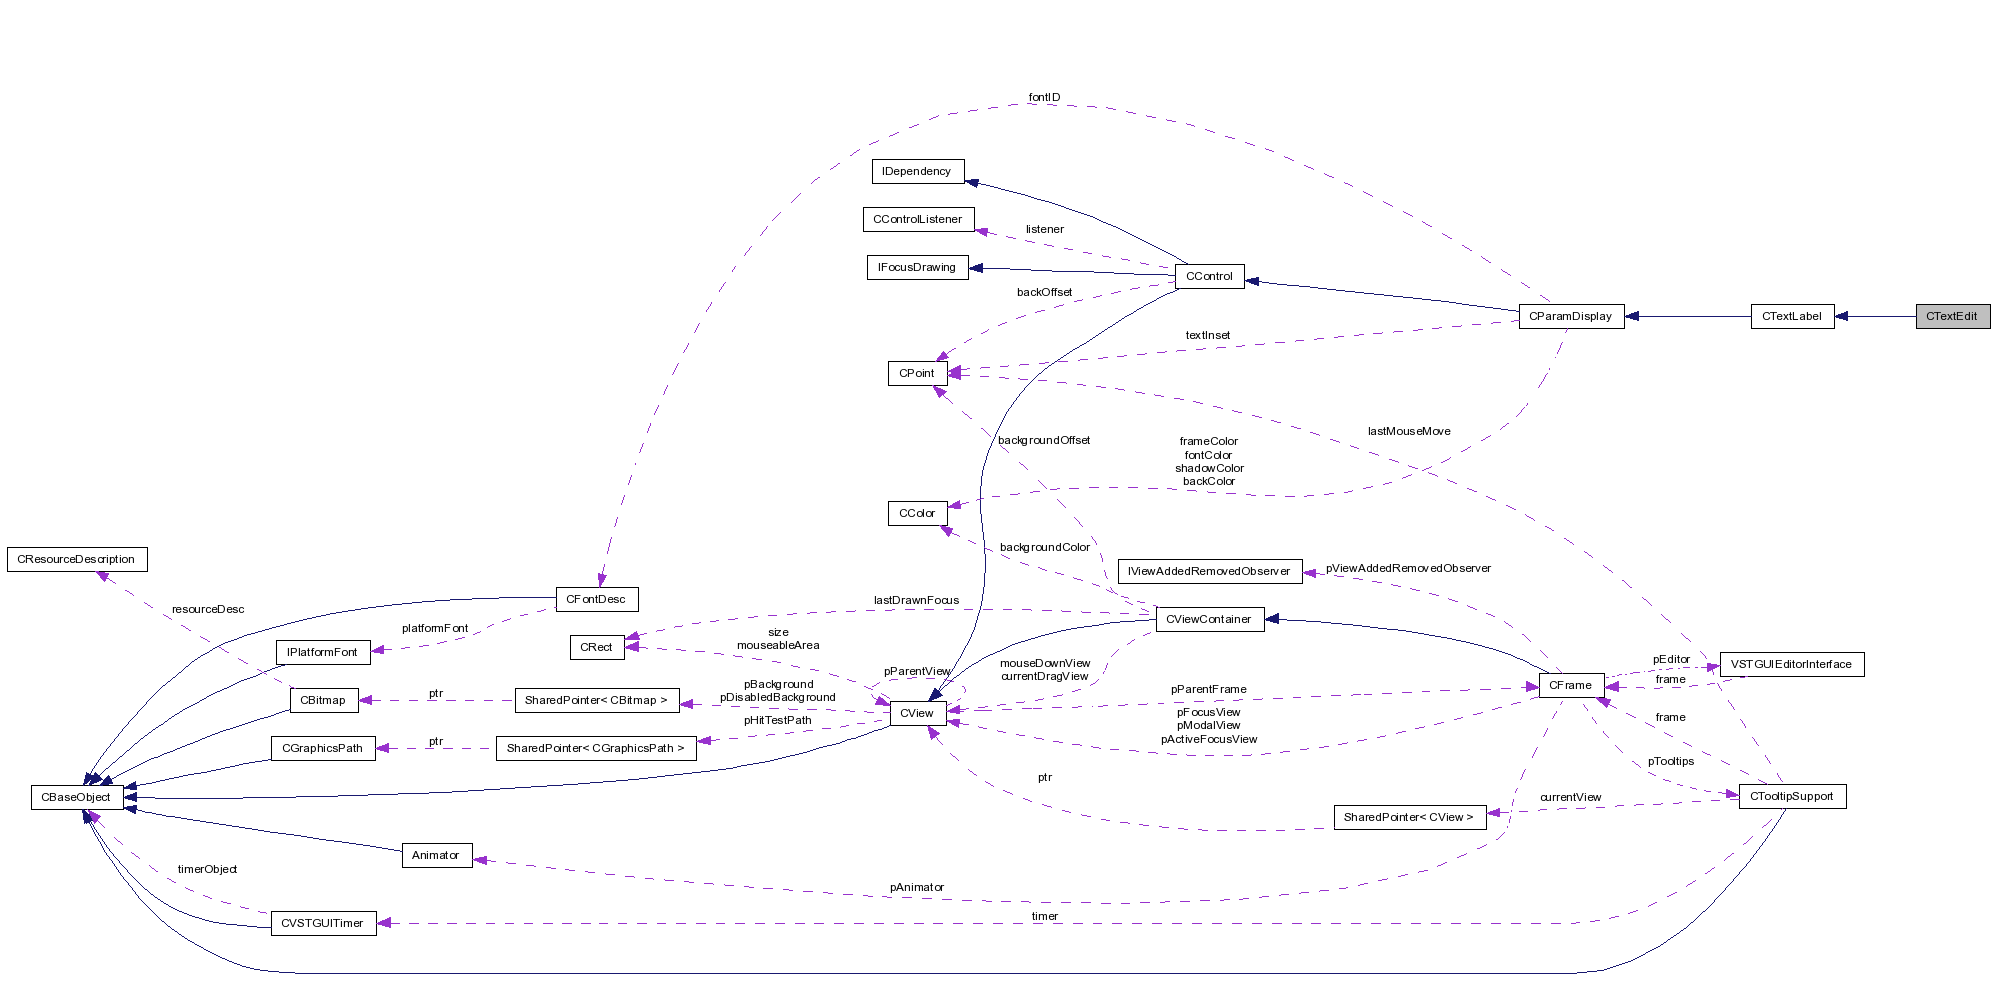 fontID
IDependency
CControlListener
listener
IFocusDrawing
CControl
backOffset
CParamDisplay
CTextLabel
CTextEdit
textInset
CPoint
lastMouseMove
backgroundOffset
frameColor
fontColor
shadowColor
backColor
CColor
backgroundColor
CResourceDescription
IViewAddedRemovedObserver
pViewAddedRemovedObserver
CFontDesc
lastDrawnFocus
resourceDesc
platformFont
CViewContainer
size
mouseableArea
CRect
IPlatformFont
pParentView
mouseDownView
currentDragView
pEditor
VSTGUIEditorInterface
frame
CFrame
pBackground
pDisabledBackground
ptr
CBitmap
SharedPointer< CBitmap >
pParentFrame
CView
pHitTestPath
pFocusView
pModalView
pActiveFocusView
frame
ptr
CGraphicsPath
SharedPointer< CGraphicsPath >
pTooltips
ptr
CBaseObject
currentView
CTooltipSupport
SharedPointer< CView >
Animator
timerObject
pAnimator
CVSTGUITimer
timer